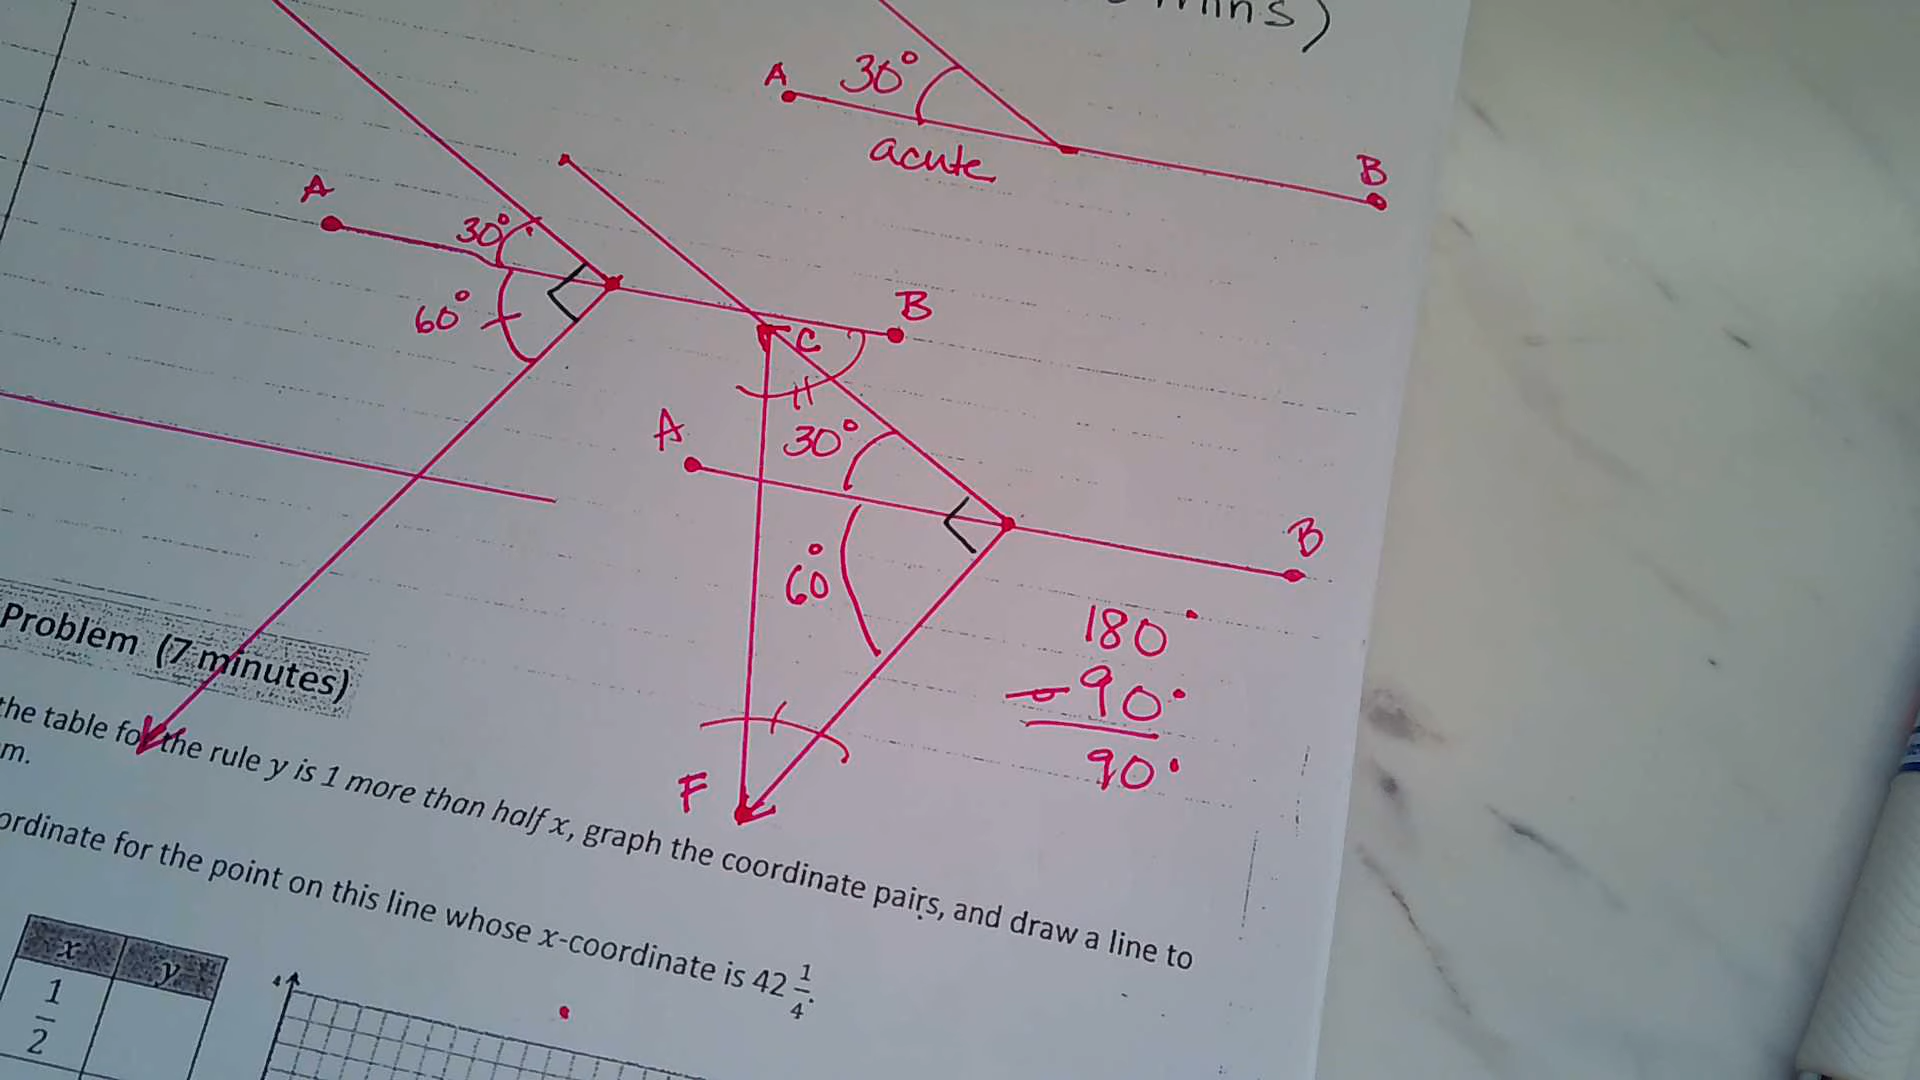 mins)
A 30°
acute
B
A
30°
60°
B
C
A
30°
60°
B
180°
- 90°
90°
F
Problem (7 minutes)
the table for the rule y is 1 more than half x, graph the coordinate pairs, and draw a line to
m.
ordinate for the point on this line whose x-coordinate is 42 1/4.
x y
1/2